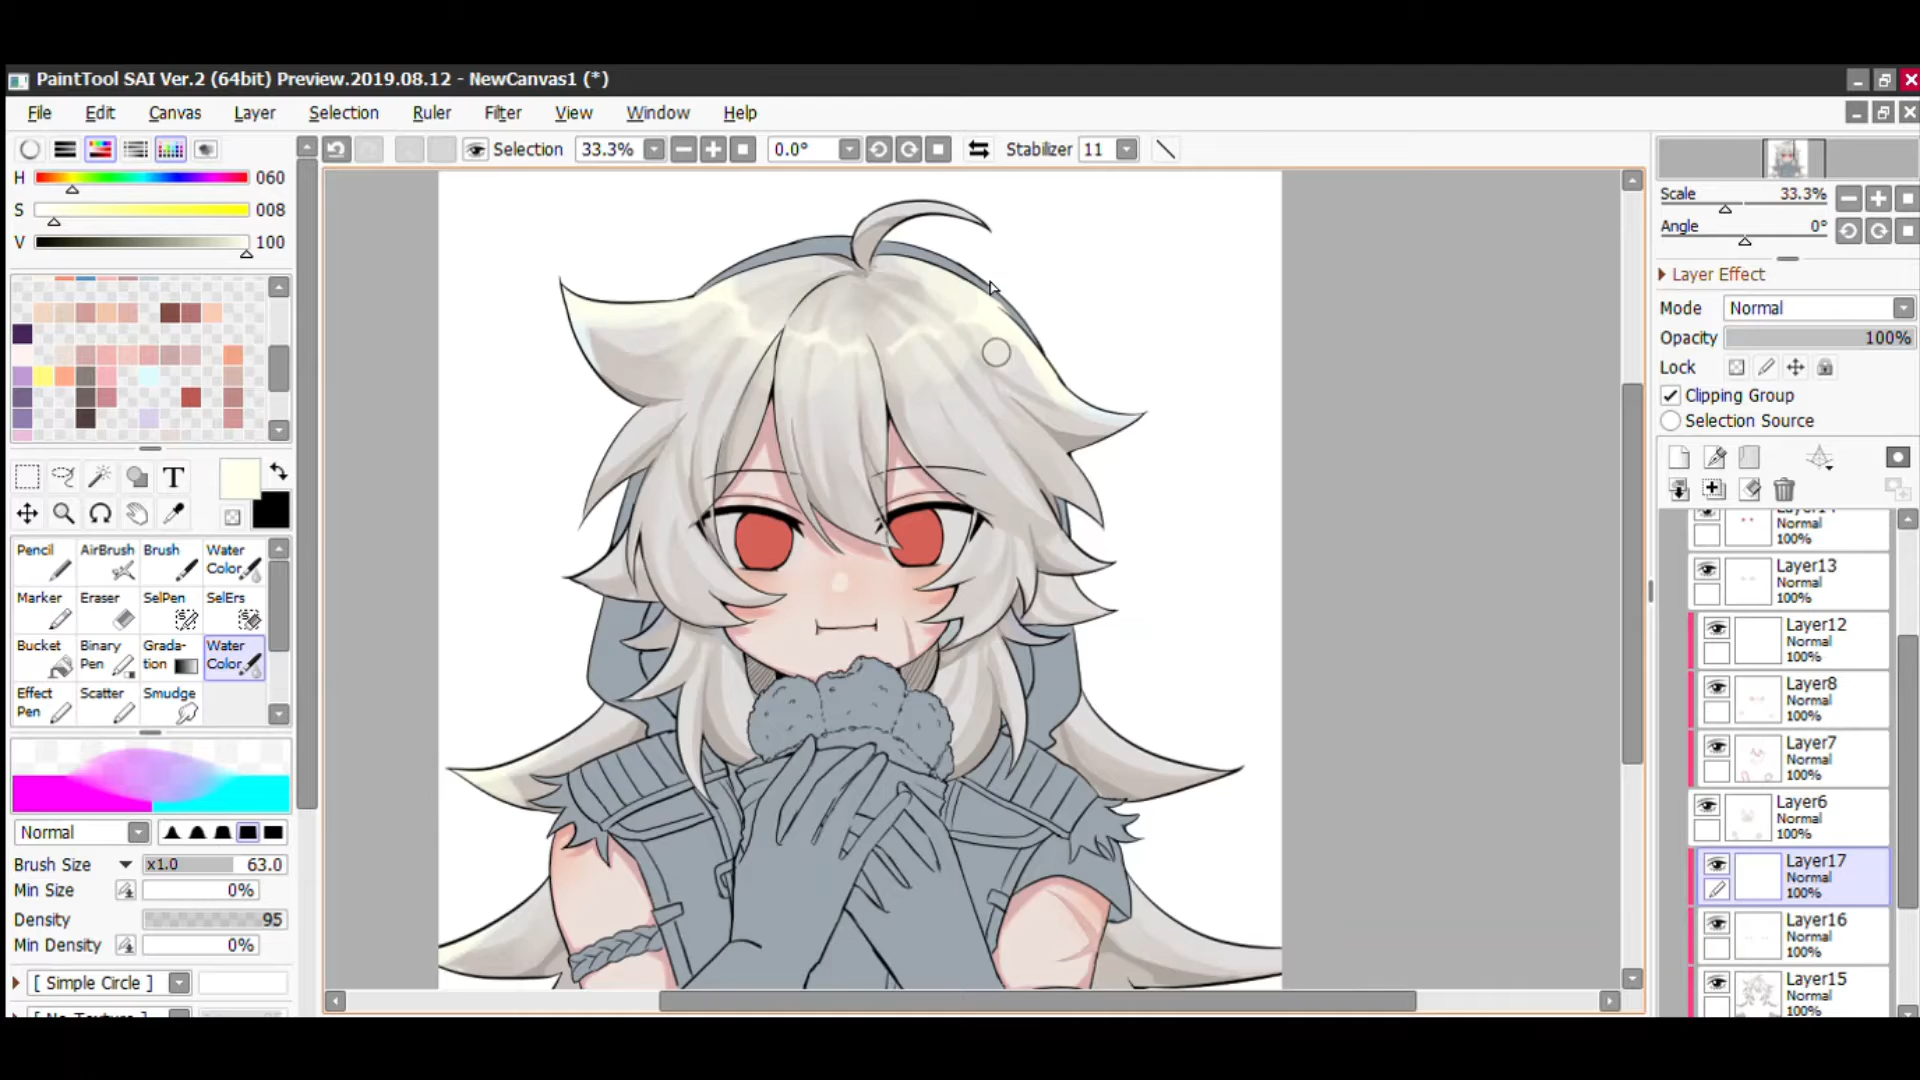 PaintTool SAI Ver.2 (64bit) Preview.2019.08.12 - NewCanvas1 (*)
File Edit Canvas Layer Selection Ruler Filter View Window Help
Selection 33.3% 0.0° Stabilizer 11
H 060
S 008
V 100
T
Pencil AirBrush Brush Water Color
Marker Eraser SelPen SelErs
Bucket Binary Pen Grada-tion Water Color
Effect Pen Scatter Smudge
Normal
Brush Size x1.0 63.0
Min Size 0%
Density 95
Min Density 0%
[ Simple Circle ]
[ No Texture ]
Scale 33.3%
Angle 0°
Layer Effect
Mode Normal
Opacity 100%
Lock
Clipping Group
Selection Source
Normal
100%
Layer13
Normal
100%
Layer12
Normal
100%
Layer8
Normal
100%
Layer7
Normal
100%
Layer6
Normal
100%
Layer17
Normal
100%
Layer16
Normal
100%
Layer15
Normal
100%